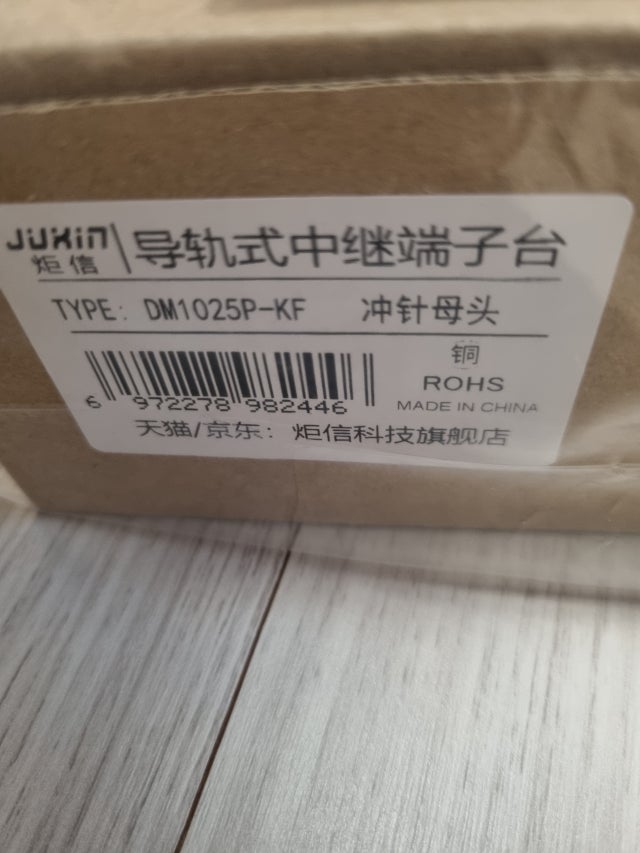 JUXIN 炬信 导轨式中继端子台
TYPE: DM1025P-KF 冲针母头
铜
ROHS
MADE IN CHINA
6 972278 982446
天猫/京东: 炬信科技旗舰店